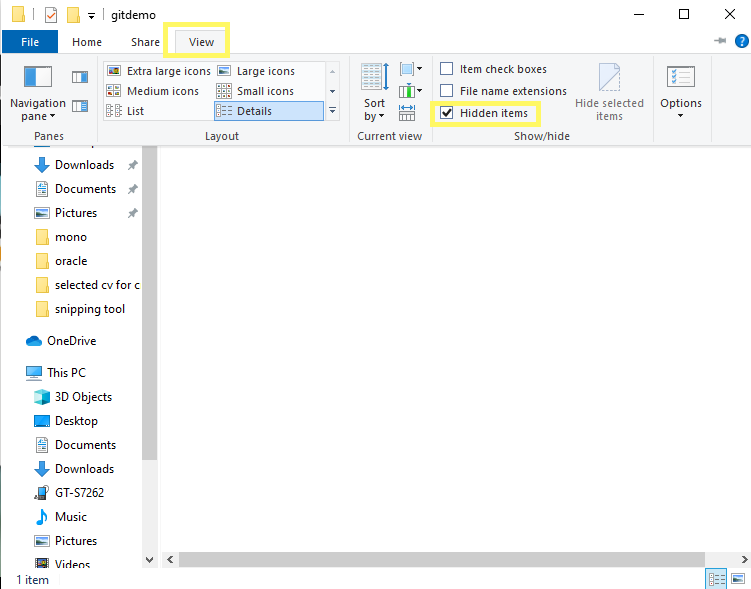 gitdemo
File Home Share View
Navigation pane
Extra large icons Large icons
Medium icons Small icons
List Details
Sort by
Item check boxes
File name extensions
Hidden items
Hide selected items
Options
Panes Layout Current view Show/hide
Downloads
Documents
Pictures
mono
oracle
selected cv for c
snipping tool
OneDrive
This PC
3D Objects
Desktop
Documents
Downloads
GT-S7262
Music
Pictures
Videos
1 item